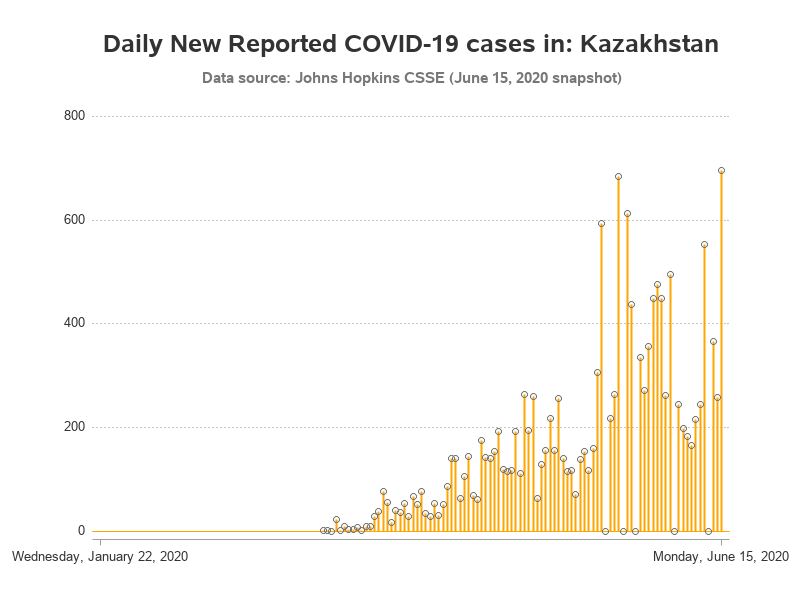 Daily New Reported COVID-19 cases in: Kazakhstan
Data source: Johns Hopkins CSSE (June 15, 2020 snapshot)
800
600
400
200
0
Wednesday, January 22, 2020
Monday, June 15, 2020